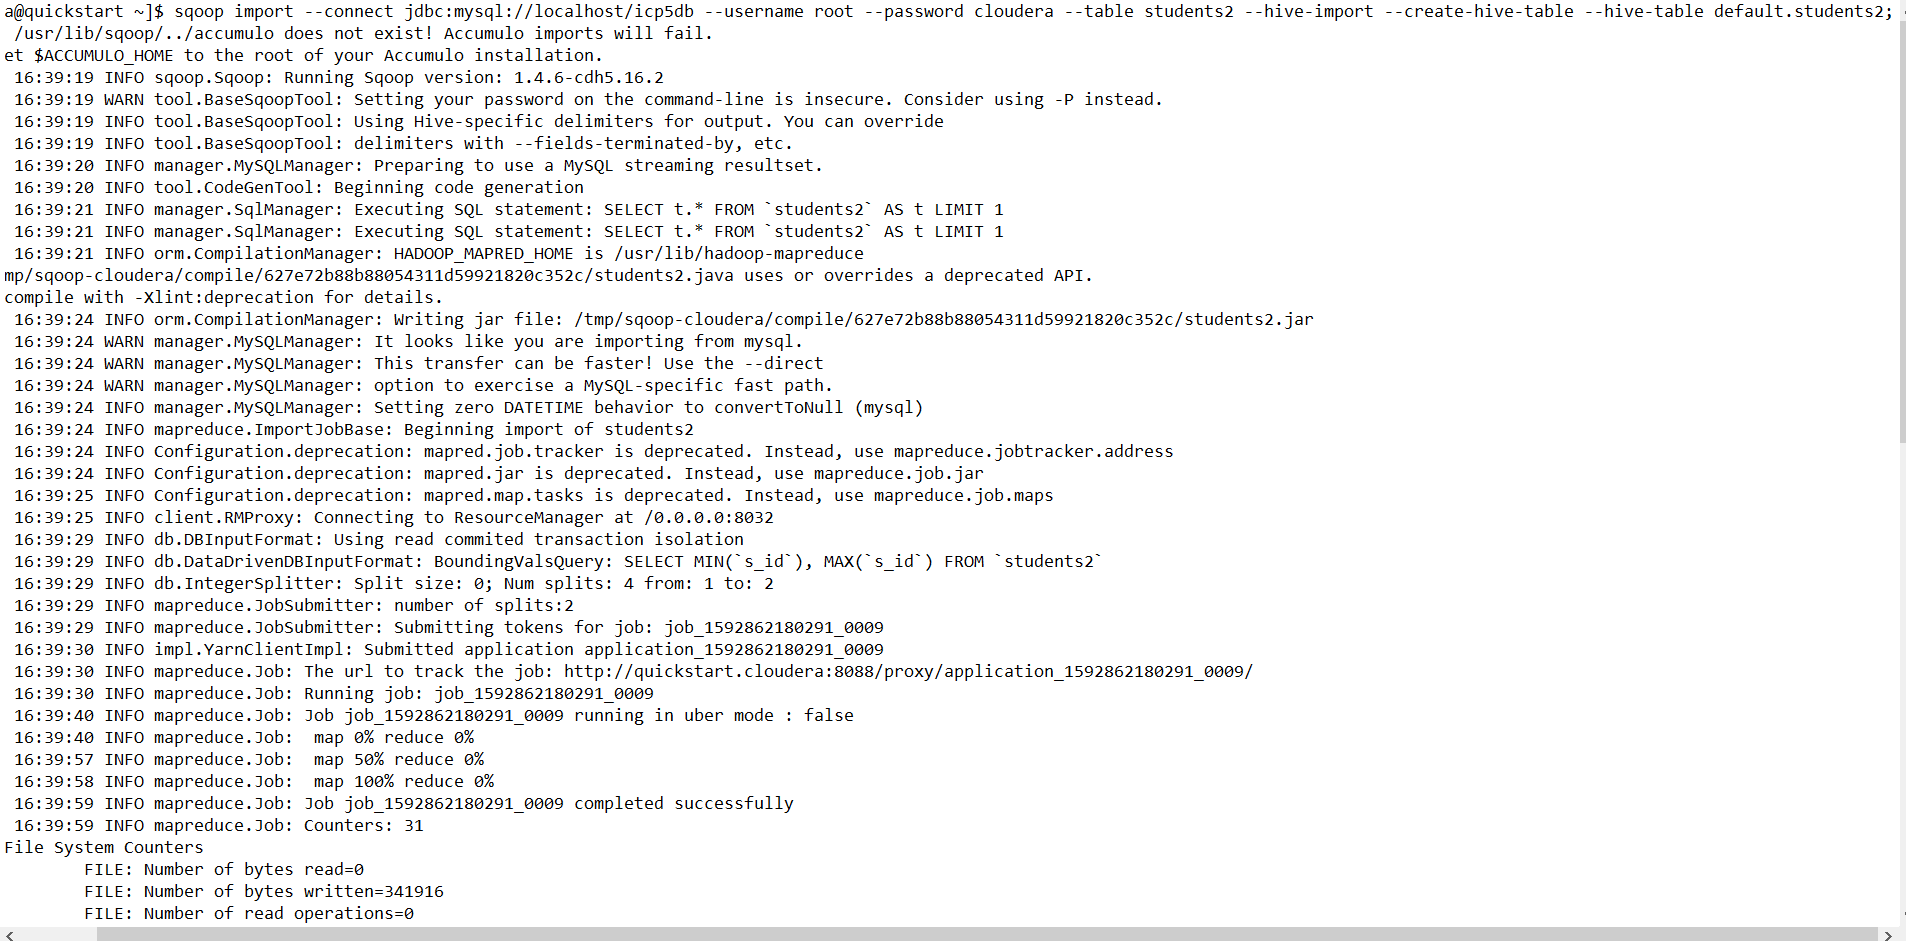 a@quickstart ~]$ sqoop import --connect jdbc:mysql://localhost/icp5db --username root --password cloudera --table students2 --hive-import --create-hive-table --hive-table default.students2;
/usr/lib/sqoop/../accumulo does not exist! Accumulo imports will fail.
et $ACCUMULO_HOME to the root of your Accumulo installation.
16:39:19 INFO sqoop.Sqoop: Running Sqoop version: 1.4.6-cdh5.16.2
16:39:19 WARN tool.BaseSqoopTool: Setting your password on the command-line is insecure. Consider using -P instead.
16:39:19 INFO tool.BaseSqoopTool: Using Hive-specific delimiters for output. You can override
16:39:19 INFO tool.BaseSqoopTool: delimiters with --fields-terminated-by, etc.
16:39:20 INFO manager.MySQLManager: Preparing to use a MySQL streaming resultset.
16:39:20 INFO tool.CodeGenTool: Beginning code generation
16:39:21 INFO manager.SqlManager: Executing SQL statement: SELECT t.* FROM `students2` AS t LIMIT 1
16:39:21 INFO manager.SqlManager: Executing SQL statement: SELECT t.* FROM `students2` AS t LIMIT 1
16:39:21 INFO orm.CompilationManager: HADOOP_MAPRED_HOME is /usr/lib/hadoop-mapreduce
mp/sqoop-cloudera/compile/627e72b88b88054311d59921820c352c/students2.java uses or overrides a deprecated API.
compile with -Xlint:deprecation for details.
16:39:24 INFO orm.CompilationManager: Writing jar file: /tmp/sqoop-cloudera/compile/627e72b88b88054311d59921820c352c/students2.jar
16:39:24 WARN manager.MySQLManager: It looks like you are importing from mysql.
16:39:24 WARN manager.MySQLManager: This transfer can be faster! Use the --direct
16:39:24 WARN manager.MySQLManager: option to exercise a MySQL-specific fast path.
16:39:24 INFO manager.MySQLManager: Setting zero DATETIME behavior to convertToNull (mysql)
16:39:24 INFO mapreduce.ImportJobBase: Beginning import of students2
16:39:24 INFO Configuration.deprecation: mapred.job.tracker is deprecated. Instead, use mapreduce.jobtracker.address
16:39:24 INFO Configuration.deprecation: mapred.jar is deprecated. Instead, use mapreduce.job.jar
16:39:25 INFO Configuration.deprecation: mapred.map.tasks is deprecated. Instead, use mapreduce.job.maps
16:39:25 INFO client.RMProxy: Connecting to ResourceManager at /0.0.0.0:8032
16:39:29 INFO db.DBInputFormat: Using read commited transaction isolation
16:39:29 INFO db.DataDrivenDBInputFormat: BoundingValsQuery: SELECT MIN(`s_id`), MAX(`s_id`) FROM `students2`
16:39:29 INFO db.IntegerSplitter: Split size: 0; Num splits: 4 from: 1 to: 2
16:39:29 INFO mapreduce.JobSubmitter: number of splits:2
16:39:29 INFO mapreduce.JobSubmitter: Submitting tokens for job: job_1592862180291_0009
16:39:30 INFO impl.YarnClientImpl: Submitted application application_1592862180291_0009
16:39:30 INFO mapreduce.Job: The url to track the job: http://quickstart.cloudera:8088/proxy/application_1592862180291_0009/
16:39:30 INFO mapreduce.Job: Running job: job_1592862180291_0009
16:39:40 INFO mapreduce.Job: Job job_1592862180291_0009 running in uber mode : false
16:39:40 INFO mapreduce.Job:  map 0% reduce 0%
16:39:57 INFO mapreduce.Job:  map 50% reduce 0%
16:39:58 INFO mapreduce.Job:  map 100% reduce 0%
16:39:59 INFO mapreduce.Job: Job job_1592862180291_0009 completed successfully
16:39:59 INFO mapreduce.Job: Counters: 31
File System Counters
FILE: Number of bytes read=0
FILE: Number of bytes written=341916
FILE: Number of read operations=0